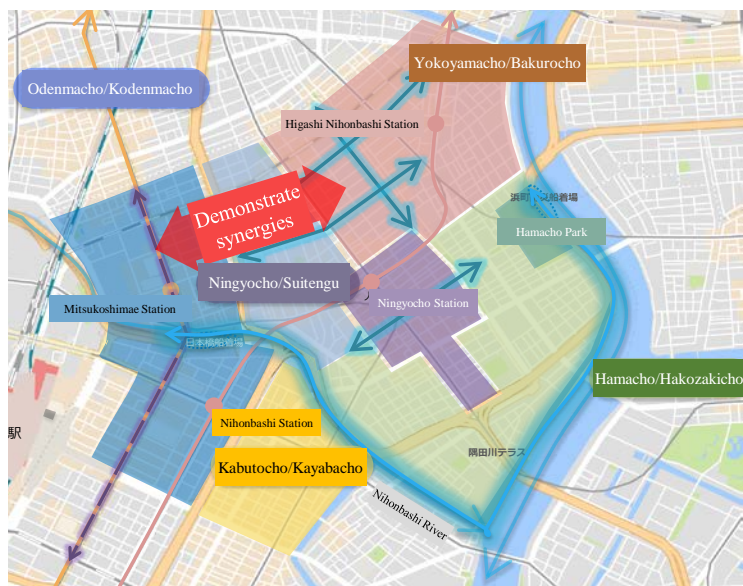 Yokoyamacho/Bakurocho
Odenmacho/Kodenmacho
Higashi Nihonbashi Station
Demonstrate
synergies
Hamacho Park
Ningyocho/Suitengu
Ningyocho Station
Mitsukoshimae Station
日本橋船着場
Hamacho/Hakozakicho
Nihonbashi Station
駅
隅田川テラス
Kabutocho/Kayabacho
Nihonbashi River